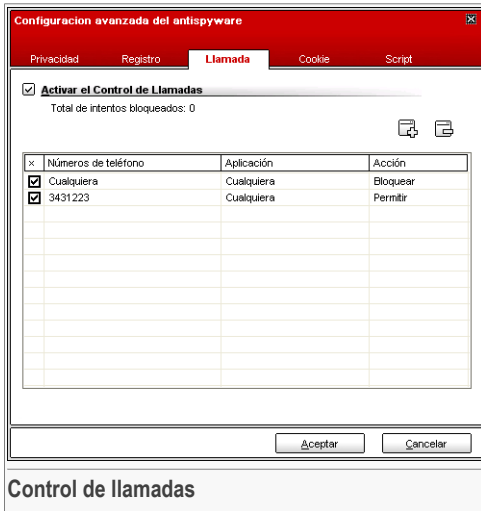 Configuracion avanzada del antispyware
Privacidad Registro Llamada Cookie Script
Activar el Control de Llamadas
Total de intentos bloqueados: 0
× Números de teléfono Aplicación Acción
Cualquiera Cualquiera Bloquear
3431223 Cualquiera Permitir
Aceptar Cancelar
Control de llamadas